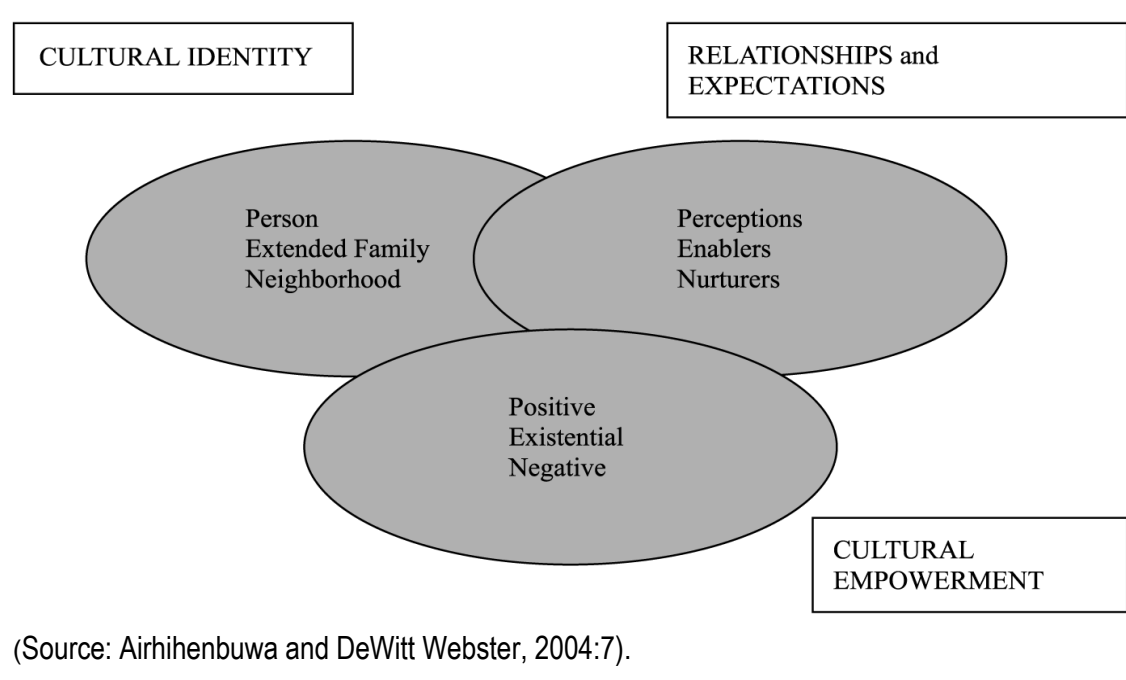 CULTURAL IDENTITY
RELATIONSHIPS and
EXPECTATIONS
Person
Extended Family
Neighborhood
Perceptions
Enablers
Nurturers
Positive
Existential
Negative
CULTURAL
EMPOWERMENT
(Source: Airhihenbuwa and DeWitt Webster, 2004:7).